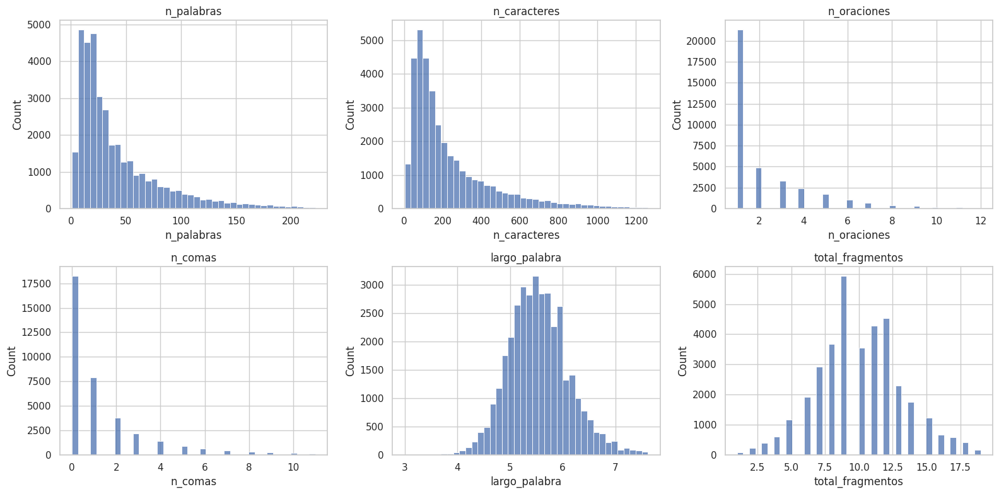 n_palabras
5000
4000
3000
2000
1000
0
Count
0 50 100 150 200
n_palabras
n_caracteres
5000
4000
3000
2000
1000
0
Count
0 200 400 600 800 1000 1200
n_caracteres
n_oraciones
20000
17500
15000
12500
10000
7500
5000
2500
0
Count
2 4 6 8 10 12
n_oraciones
n_comas
17500
15000
12500
10000
7500
5000
2500
0
Count
0 2 4 6 8 10
n_comas
largo_palabra
3000
2500
2000
1500
1000
500
0
Count
3 4 5 6 7
largo_palabra
total_fragmentos
6000
5000
4000
3000
2000
1000
0
Count
2.5 5.0 7.5 10.0 12.5 15.0 17.5
total_fragmentos